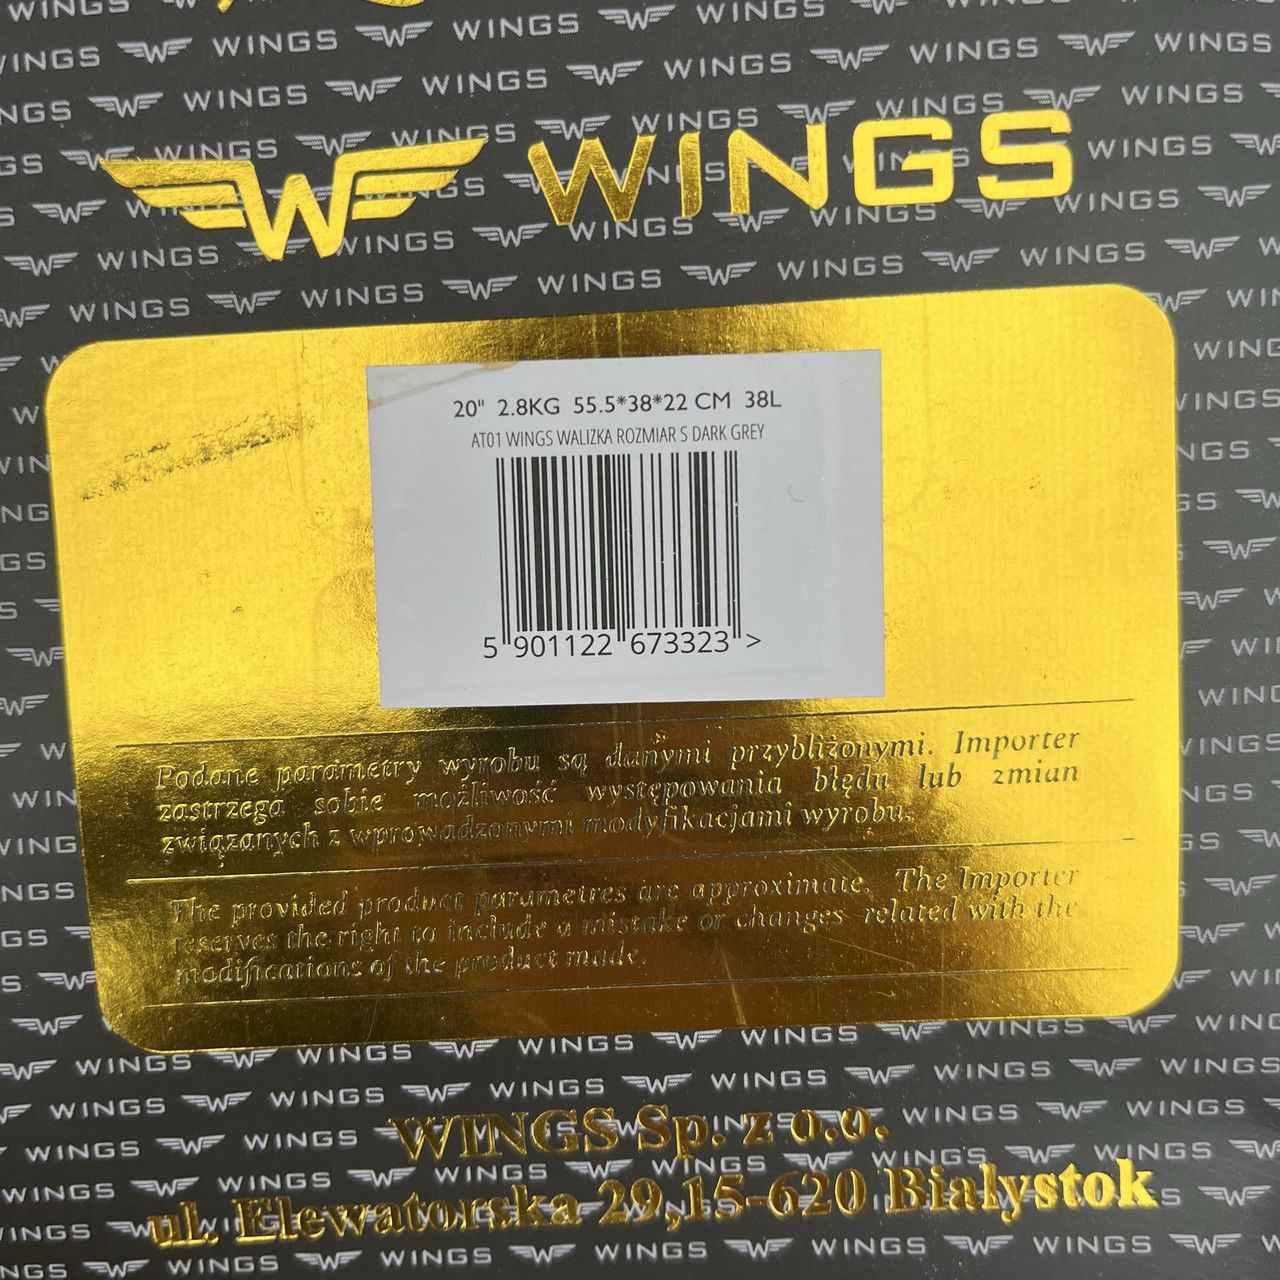 WINGS
20" 2.8KG 55.5*38*22 CM 38L
AT01 WINGS WALIZKA ROZMIAR S DARK GREY
5 901122 673323 >
Podane parametry wyrobu są danymi przybliżonymi. Importer
zastrzega sobie możliwość występowania błędu lub zmian
związanych z wprowadzonymi modyfikacjami wyrobu.
The provided product parametres are approximate. The Importer
reserves the right to include a mistake or changes related with the
modifications of the product made.
WINGS Sp. z o.o.
ul. Elewatorska 29,15-620 Białystok